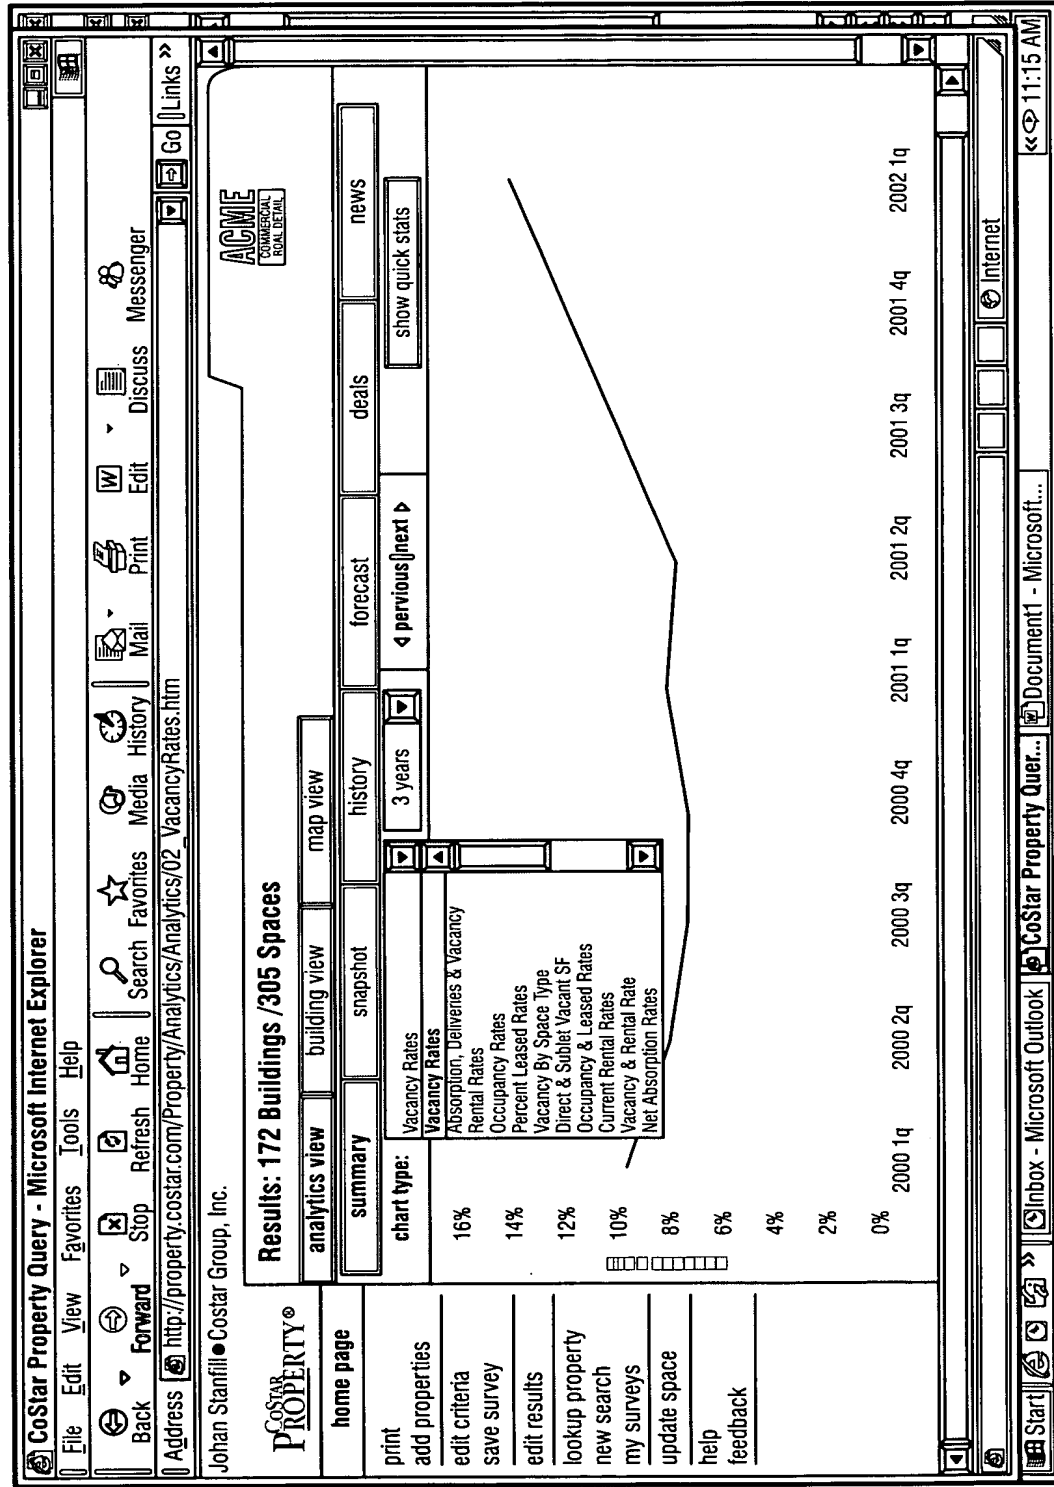 CoStar Property Query - Microsoft Internet Explorer
File Edit View Favorites Tools Help
Back Forward Stop Refresh Home Search Favorites Media History Mail Print Edit Discuss Messenger
Address http://property.costar.com/Property/Analytics/Analytics/02_VacancyRates.htm Go Links »
Johan Stanfill●Costar Group, Inc.
COSTAR
PROPERTY®
ACME
COMMERCIAL
ROAL DETAIL
Results: 172 Buildings /305 Spaces
analytics view building view map view
home page
summary snapshot history forecast deals news
chart type: Vacancy Rates 3 years pervious next show quick stats
Vacancy Rates
Absorption, Deliveries & Vacancy
Rental Rates
Occupancy Rates
Percent Leased Rates
Vacancy By Space Type
Direct & Sublet Vacant SF
Occupancy & Leased Rates
Current Rental Rates
Vacancy & Rental Rate
Net Absorption Rates
print
add properties
edit criteria
save survey
edit results
lookup property
new search
my surveys
update space
help
feedback
16%
14%
12%
10%
8%
6%
4%
2%
0%
2000 1q 2000 2q 2000 3q 2000 4q 2001 1q 2001 2q 2001 3q 2001 4q 2002 1q
Internet
Start » Inbox - Microsoft Outlook CoStar Property Quer... W Document1 - Microsoft... « 11:15 AM